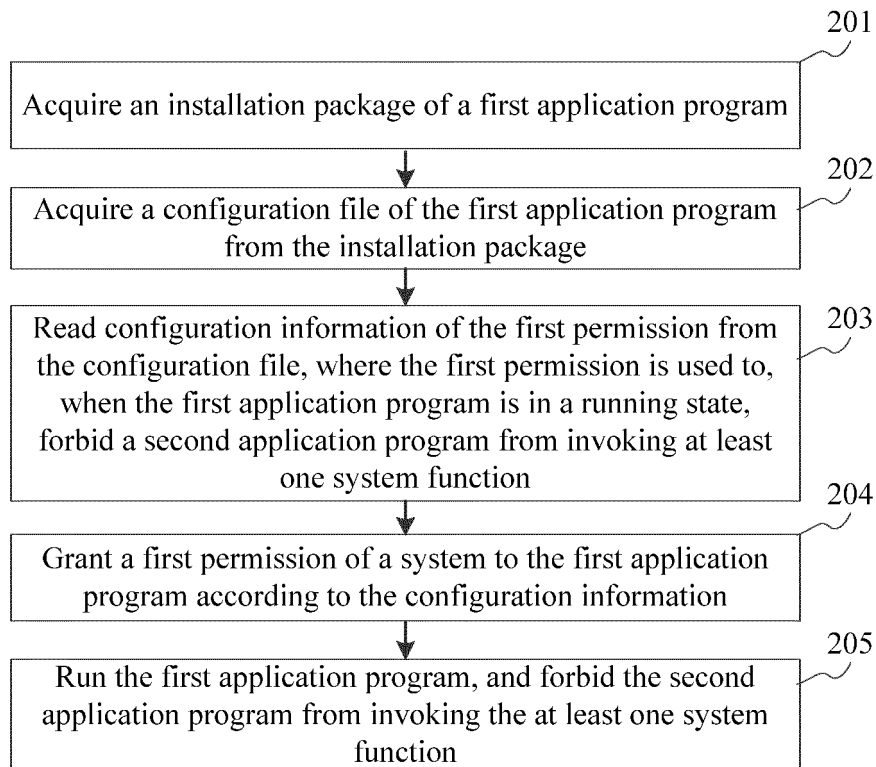 201
Acquire an installation package of a first application program
202
Acquire a configuration file of the first application program
from the installation package
203
Read configuration information of the first permission from
the configuration file, where the first permission is used to,
when the first application program is in a running state,
forbid a second application program from invoking at least
one system function
204
Grant a first permission of a system to the first application
program according to the configuration information
205
Run the first application program, and forbid the second
application program from invoking the at least one system
function